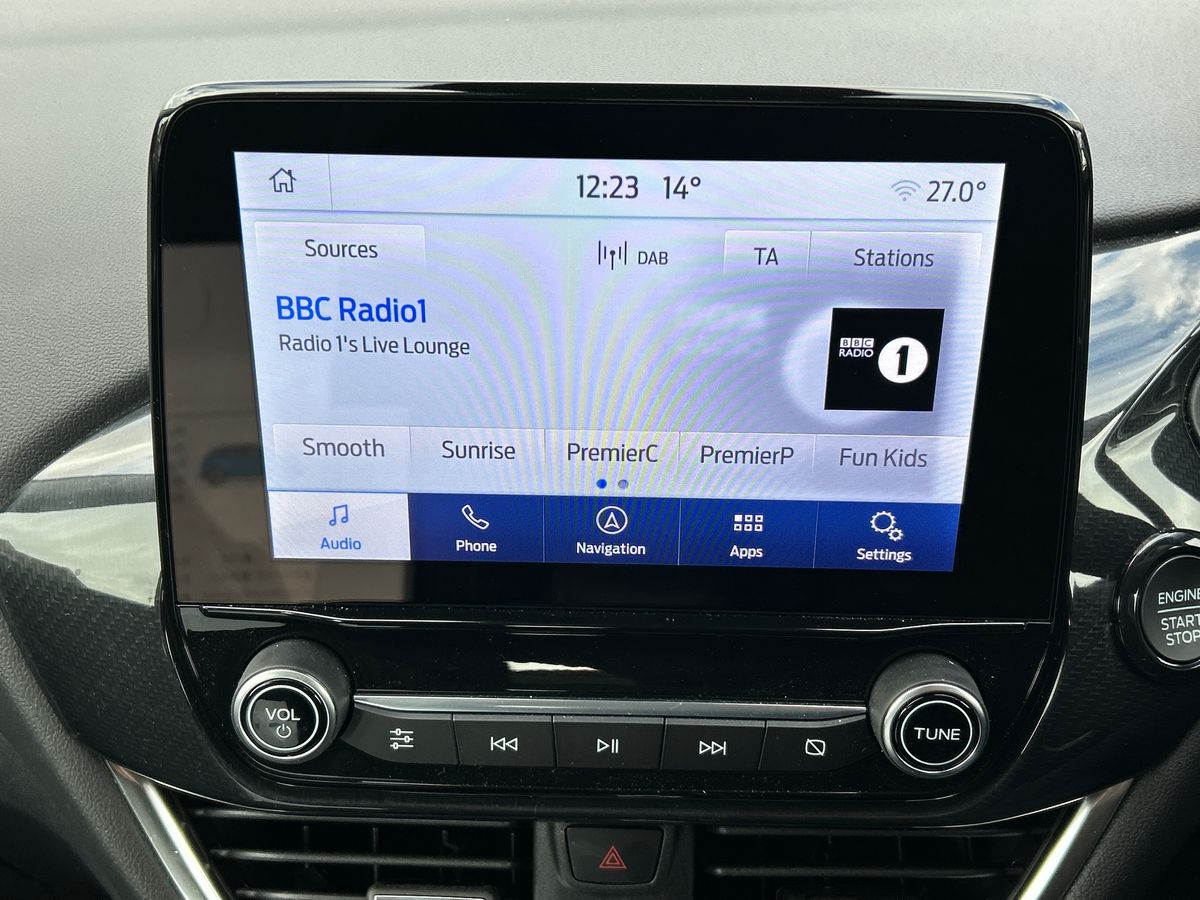 12:23 14° 27.0°
Sources DAB TA Stations
BBC Radio1
Radio 1's Live Lounge
BBC
RADIO 1
Smooth Sunrise PremierC PremierP Fun Kids
Audio Phone Navigation Apps Settings
ENGINE
START
STOP
VOL
TUNE